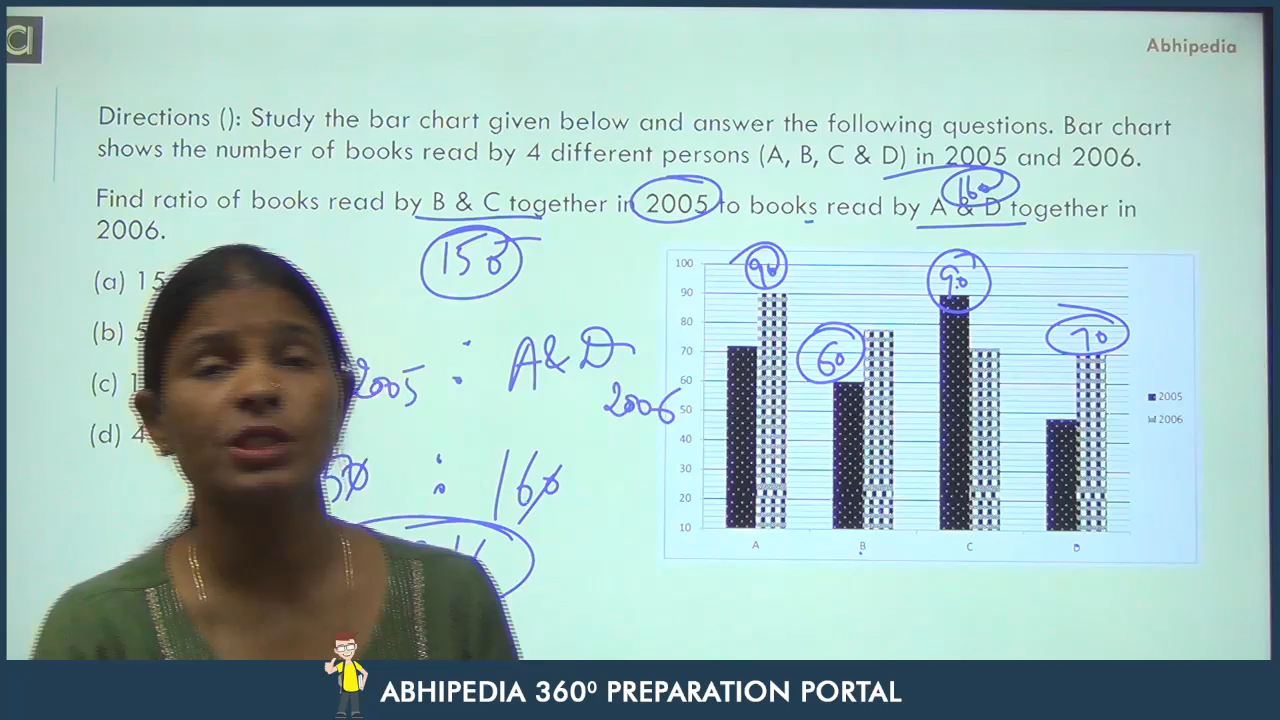 a
Abhipedia
Directions (): Study the bar chart given below and answer the following questions. Bar chart
shows the number of books read by 4 different persons (A, B, C & D) in 2005 and 2006.
160
Find ratio of books read by B & C together in 2005 to books read by A & D together in
2006.
150
(a) 15
(b)
(c) 1
(d) 4
2005 : A & D
2006
: 160
100
90
80
70
60
50
40
30
20
10
90
60
90
70
A
B
C
D
2005
2006
ABHIPEDIA 360⁰ PREPARATION PORTAL